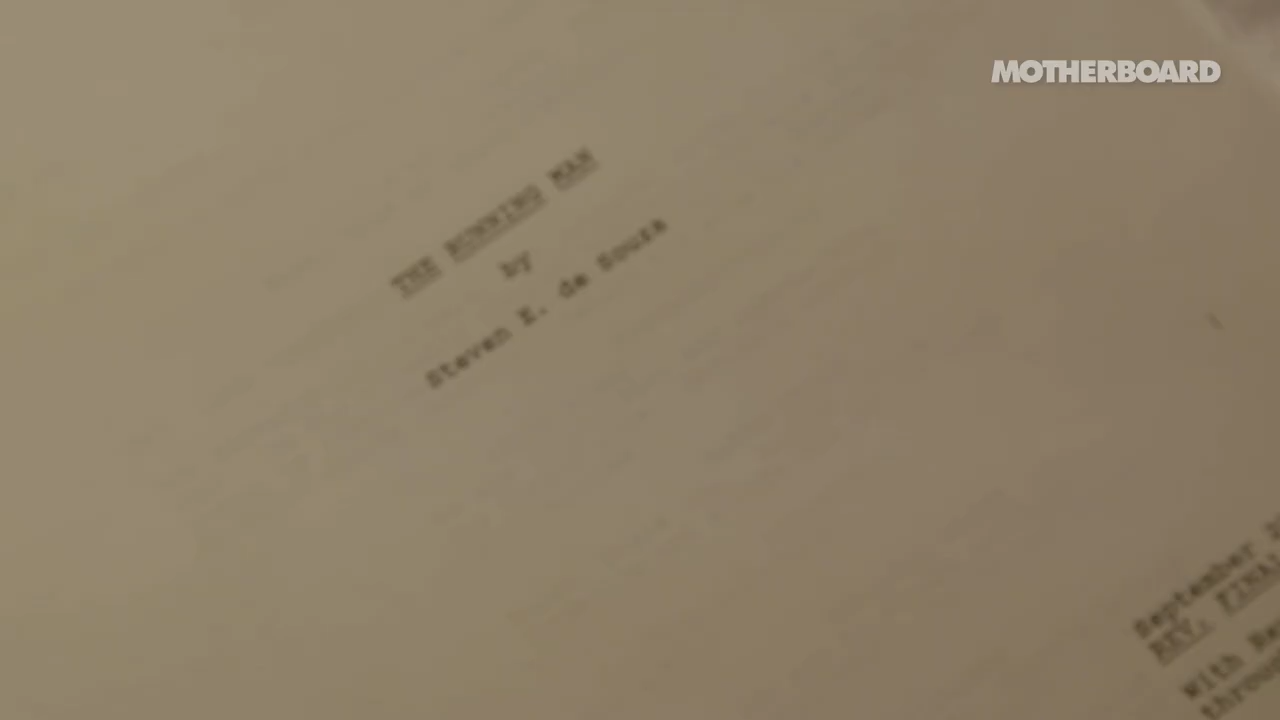 MOTHERBOARD
THE RUNNING MAN
by
Steven E. de Souza
September
REV. FINAL
With